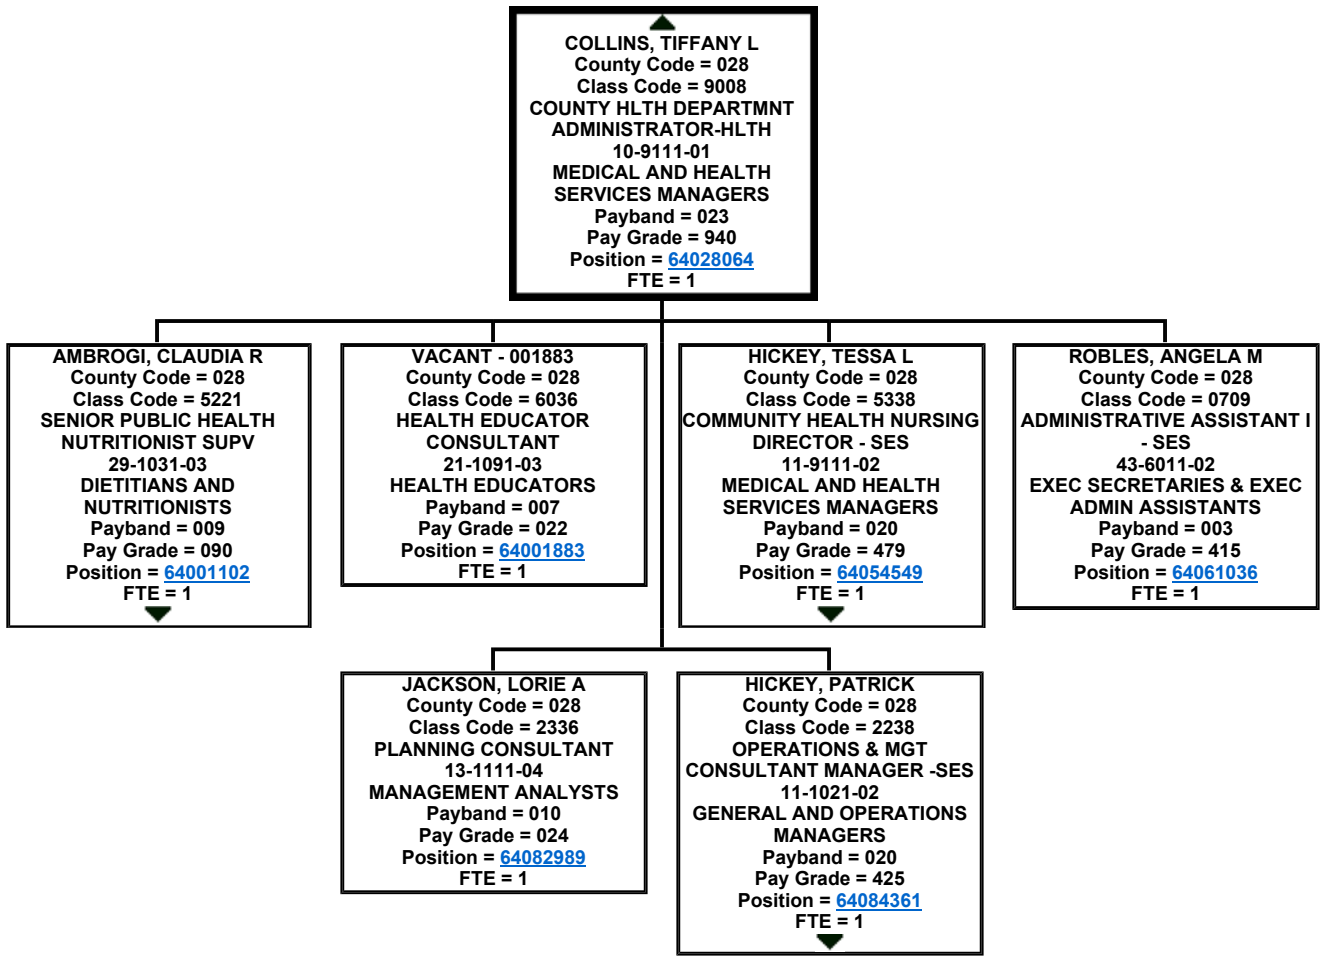 COLLINS, TIFFANY L
County Code = 028
Class Code = 9008
COUNTY HLTH DEPARTMNT
ADMINISTRATOR-HLTH
10-9111-01
MEDICAL AND HEALTH
SERVICES MANAGERS
Payband = 023
Pay Grade = 940
Position = 64028064
FTE = 1
AMBROGI, CLAUDIA R
County Code = 028
Class Code = 5221
SENIOR PUBLIC HEALTH
NUTRITIONIST SUPV
29-1031-03
DIETITIANS AND
NUTRITIONISTS
Payband = 009
Pay Grade = 090
Position = 64001102
FTE = 1
VACANT - 001883
County Code = 028
Class Code = 6036
HEALTH EDUCATOR
CONSULTANT
21-1091-03
HEALTH EDUCATORS
Payband = 007
Pay Grade = 022
Position = 64001883
FTE = 1
HICKEY, TESSA L
County Code = 028
Class Code = 5338
COMMUNITY HEALTH NURSING
DIRECTOR - SES
11-9111-02
MEDICAL AND HEALTH
SERVICES MANAGERS
Payband = 020
Pay Grade = 479
Position = 64054549
FTE = 1
ROBLES, ANGELA M
County Code = 028
Class Code = 0709
ADMINISTRATIVE ASSISTANT I
- SES
43-6011-02
EXEC SECRETARIES & EXEC
ADMIN ASSISTANTS
Payband = 003
Pay Grade = 415
Position = 64061036
FTE = 1
JACKSON, LORIE A
County Code = 028
Class Code = 2336
PLANNING CONSULTANT
13-1111-04
MANAGEMENT ANALYSTS
Payband = 010
Pay Grade = 024
Position = 64082989
FTE = 1
HICKEY, PATRICK
County Code = 028
Class Code = 2238
OPERATIONS & MGT
CONSULTANT MANAGER -SES
11-1021-02
GENERAL AND OPERATIONS
MANAGERS
Payband = 020
Pay Grade = 425
Position = 64084361
FTE = 1